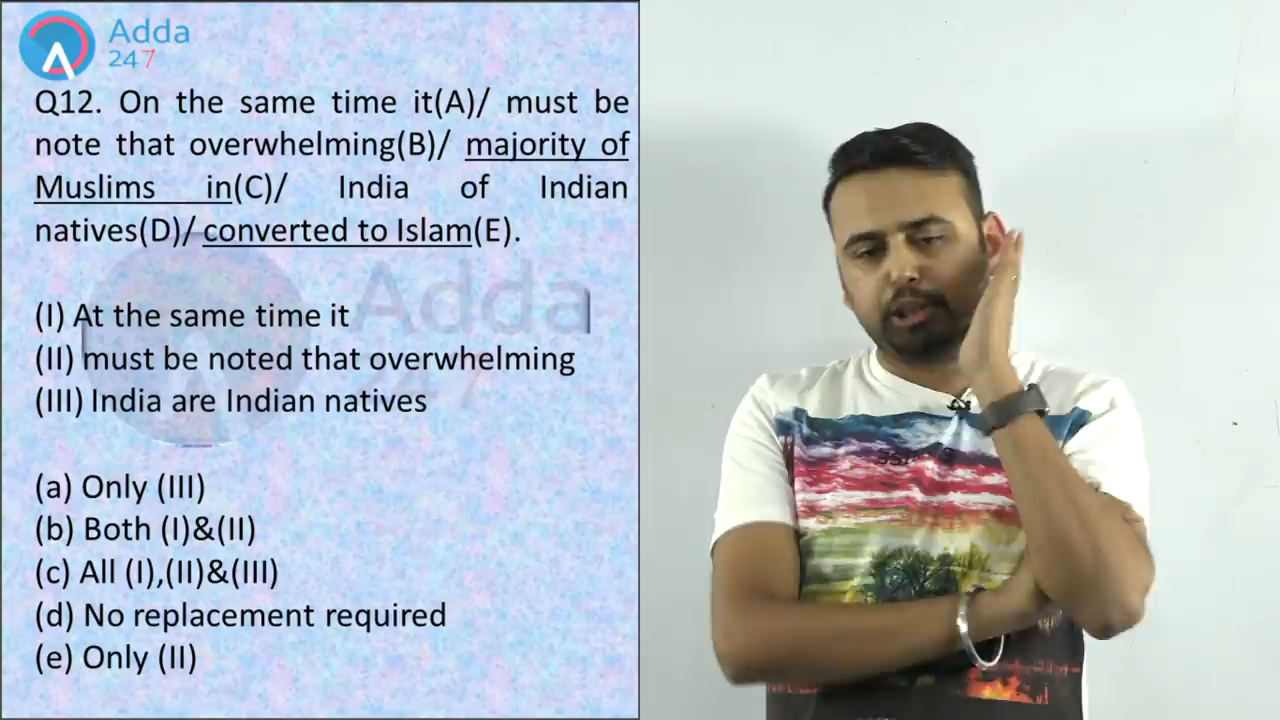 Adda
247
Q12. On the same time it(A)/ must be
note that overwhelming(B)/ majority of
Muslims in(C)/ India of Indian
natives(D)/ converted to Islam(E).
Adda
247
(I) At the same time it
(II) must be noted that overwhelming
(III) India are Indian natives
(a) Only (III)
(b) Both (I)&(II)
(c) All (I),(II)&(III)
(d) No replacement required
(e) Only (II)